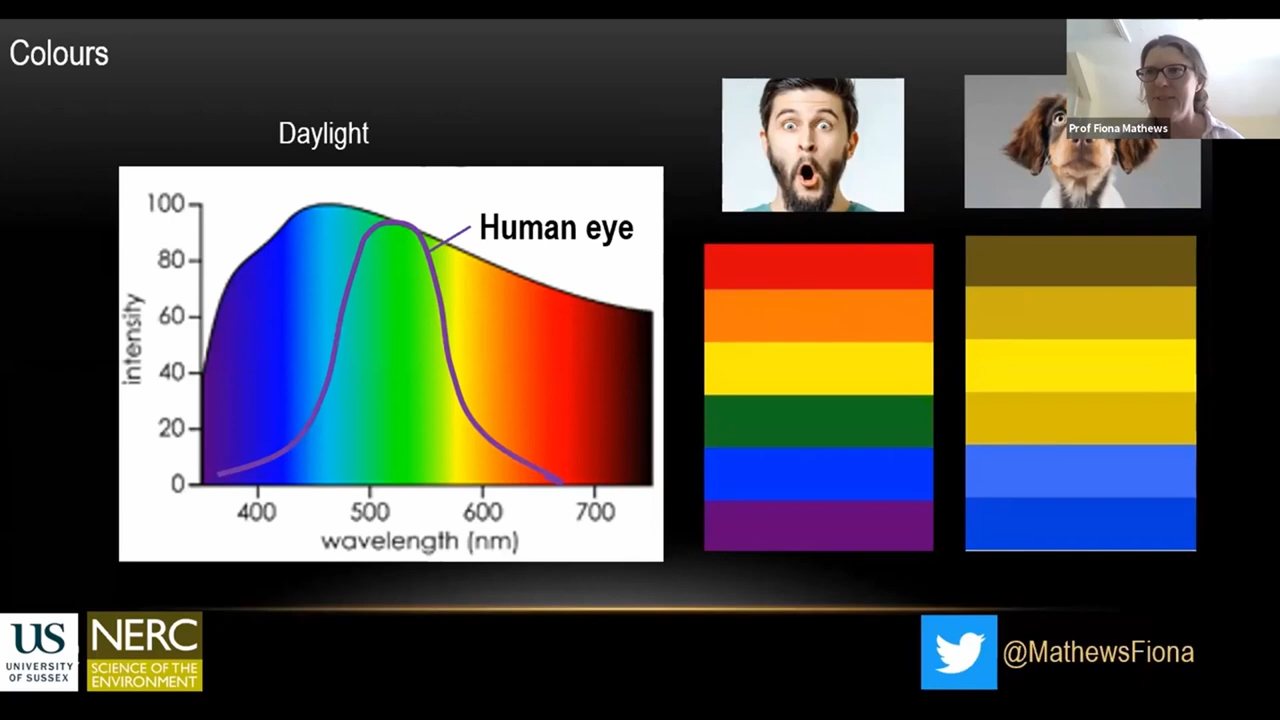 Colours
Prof Fiona Mathews
Daylight
Human eye
100
80
60
40
20
0
intensity
400
500
600
700
wavelength (nm)
US
UNIVERSITY
OF SUSSEX
NERC
SCIENCE OF THE
ENVIRONMENT
@MathewsFiona